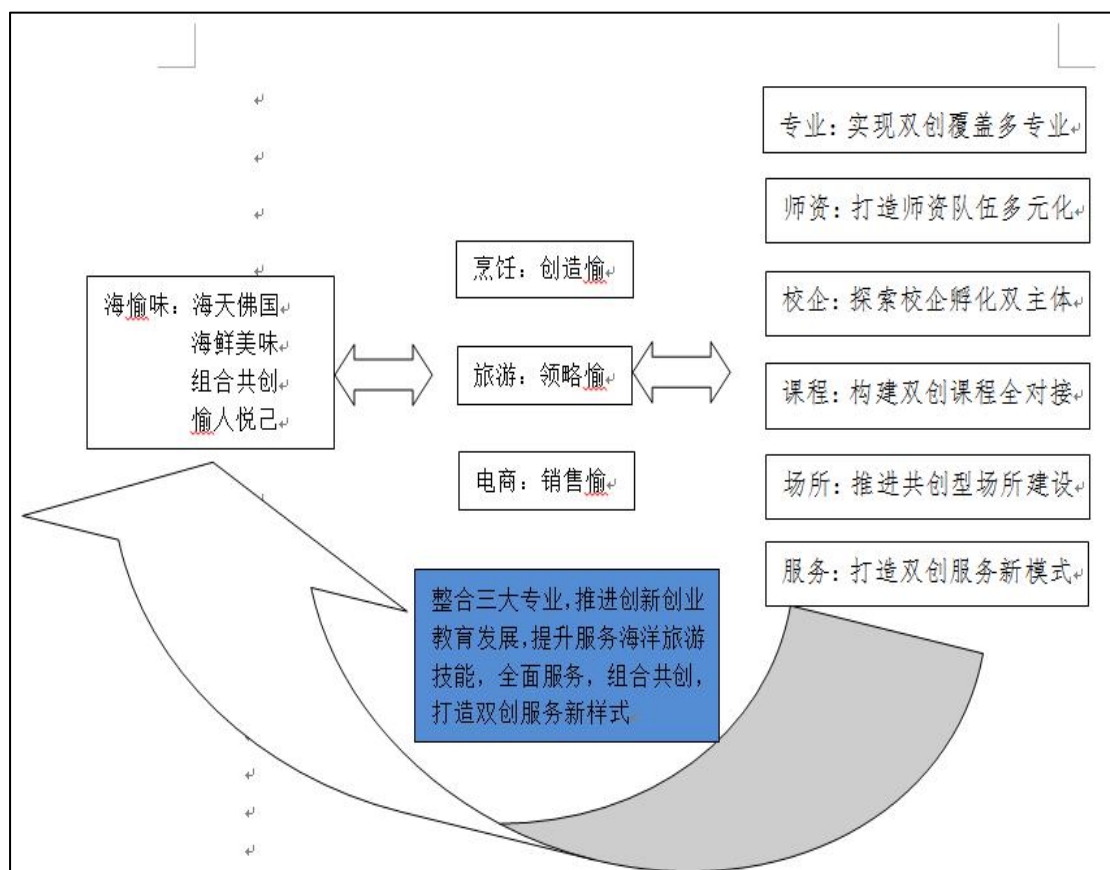 海愉味：海天佛国
海鲜美味
组合共创
愉人悦己
烹饪：创造愉
旅游：领略愉
电商：销售愉
专业：实现双创覆盖多专业
师资：打造师资队伍多元化
校企：探索校企孵化双主体
课程：构建双创课程全对接
场所：推进共创型场所建设
服务：打造双创服务新模式
整合三大专业，推进创新创业
教育发展，提升服务海洋旅游
技能，全面服务，组合共创，
打造双创服务新样式